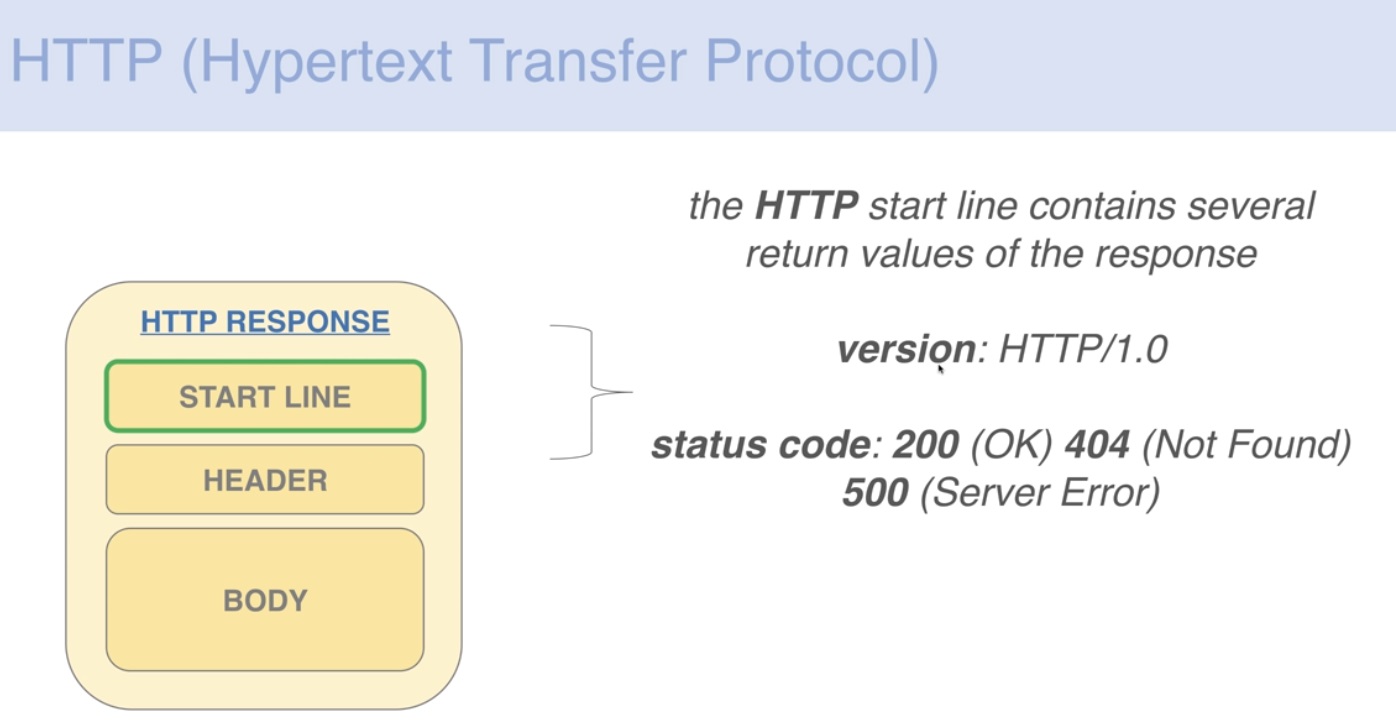 HTTP (Hypertext Transfer Protocol)
HTTP RESPONSE
START LINE
HEADER
BODY
the HTTP start line contains several
return values of the response
version: HTTP/1.0
status code: 200 (OK) 404 (Not Found)
500 (Server Error)